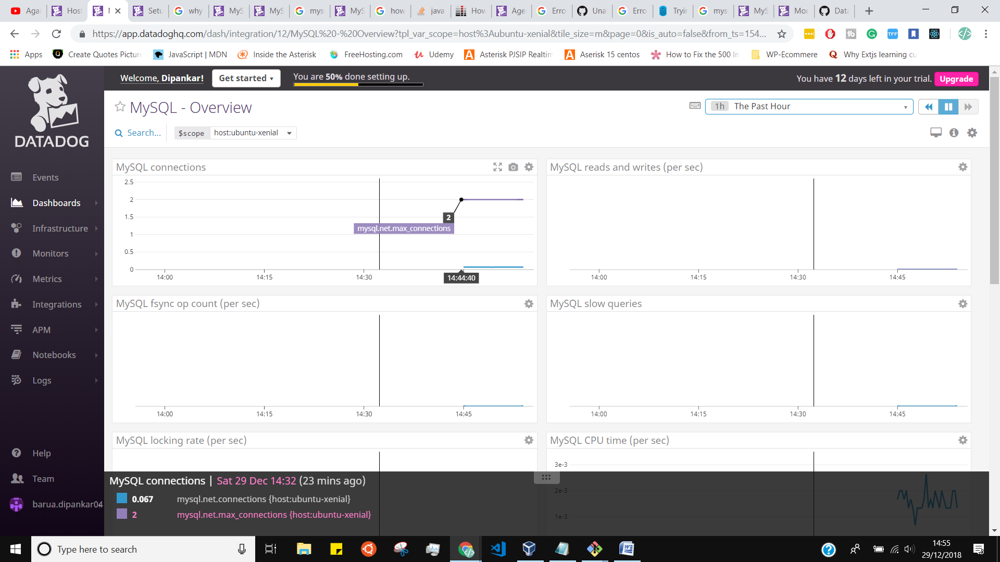 Aga
Host
M
Setu
why
MyS
MyS
mys
MyS
how
java
How
Age
Erro
Una
Erro
Tryin
mys
MyS
Moc
Data
https://app.datadoghq.com/dash/integration/12/MySQL%20-%20Overview?tpl_var_scope=host%3Aubuntu-xenial&tile_size=m&page=0&is_auto=false&from_ts=154...
Apps
Create Quotes Picture
JavaScript | MDN
Inside the Asterisk
FreeHosting.com
Udemy
Asterisk PJSIP Realtim
Aserisk 15 centos
How to Fix the 500 In
WP-Ecommerce
Why Extjs learning cu
DATADOG
Events
Dashboards
Infrastructure
Monitors
Metrics
Integrations
APM
Notebooks
Logs
Help
Team
barua.dipankar04
Welcome, Dipankar!
Get started
You are 50% done setting up.
You have 12 days left in your trial.
Upgrade
MySQL - Overview
1h The Past Hour
Search...
$scope host:ubuntu-xenial
MySQL connections
2.5
2
1.5
1
0.5
0
2
mysql.net.max_connections
14:00
14:15
14:30
14:44:40
MySQL reads and writes (per sec)
14:00
14:15
14:30
14:45
MySQL fsync op count (per sec)
14:00
14:15
14:30
14:45
MySQL slow queries
14:00
14:15
14:30
14:45
MySQL locking rate (per sec)
MySQL CPU time (per sec)
3e-3
2e-3
1e-3
MySQL connections | Sat 29 Dec 14:32 (23 mins ago)
0.067 mysql.net.connections {host:ubuntu-xenial}
2 mysql.net.max_connections {host:ubuntu-xenial}
Type here to search
14:55
29/12/2018